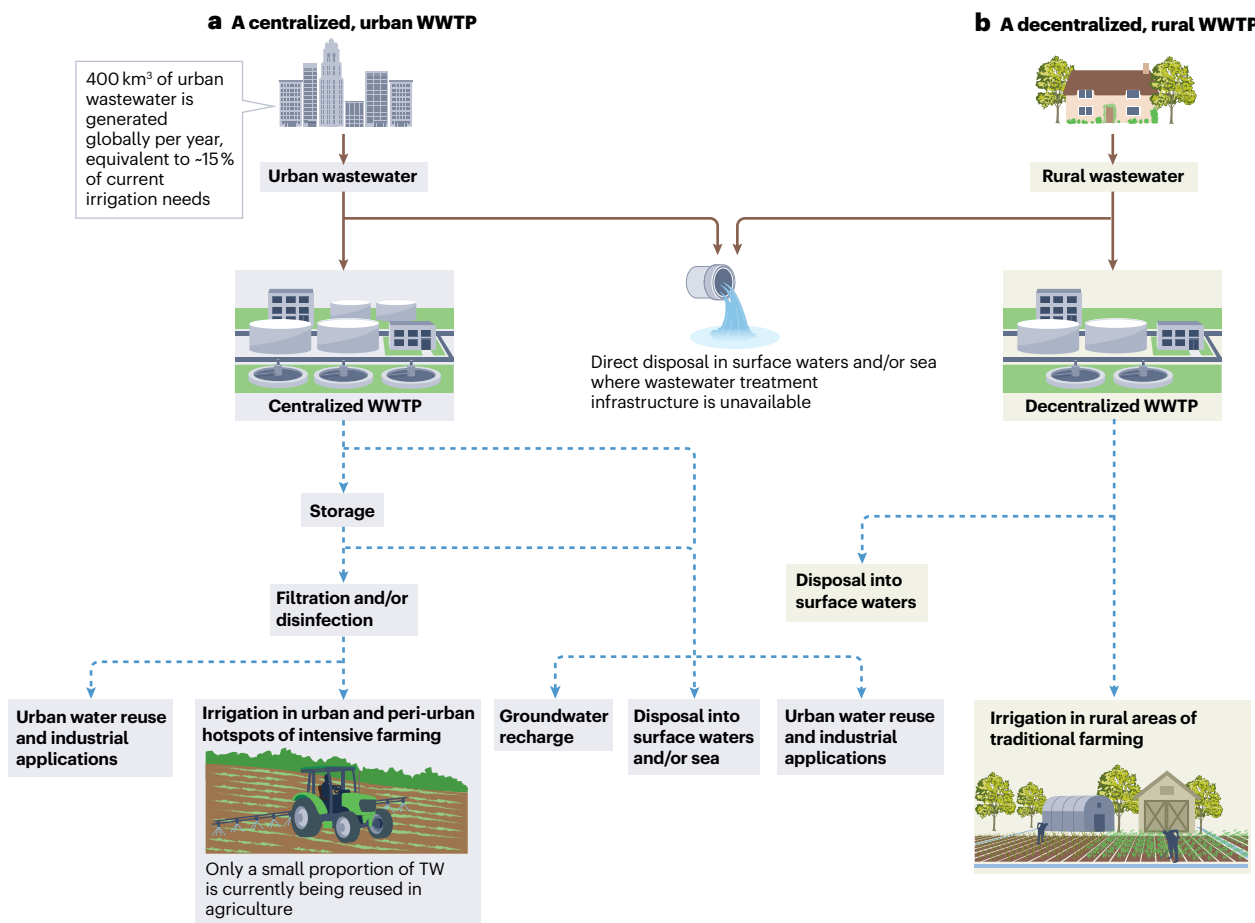 a A centralized, urban WWTP
b A decentralized, rural WWTP
400 km³ of urban
wastewater is
generated
globally per year,
equivalent to ~15%
of current
irrigation needs
Urban wastewater
Rural wastewater
Direct disposal in surface waters and/or sea
where wastewater treatment
infrastructure is unavailable
Centralized WWTP
Decentralized WWTP
Storage
Filtration and/or
disinfection
Disposal into
surface waters
Urban water reuse
and industrial
applications
Irrigation in urban and peri-urban
hotspots of intensive farming
Only a small proportion of TW
is currently being reused in
agriculture
Groundwater
recharge
Disposal into
surface waters
and/or sea
Urban water reuse
and industrial
applications
Irrigation in rural areas of
traditional farming